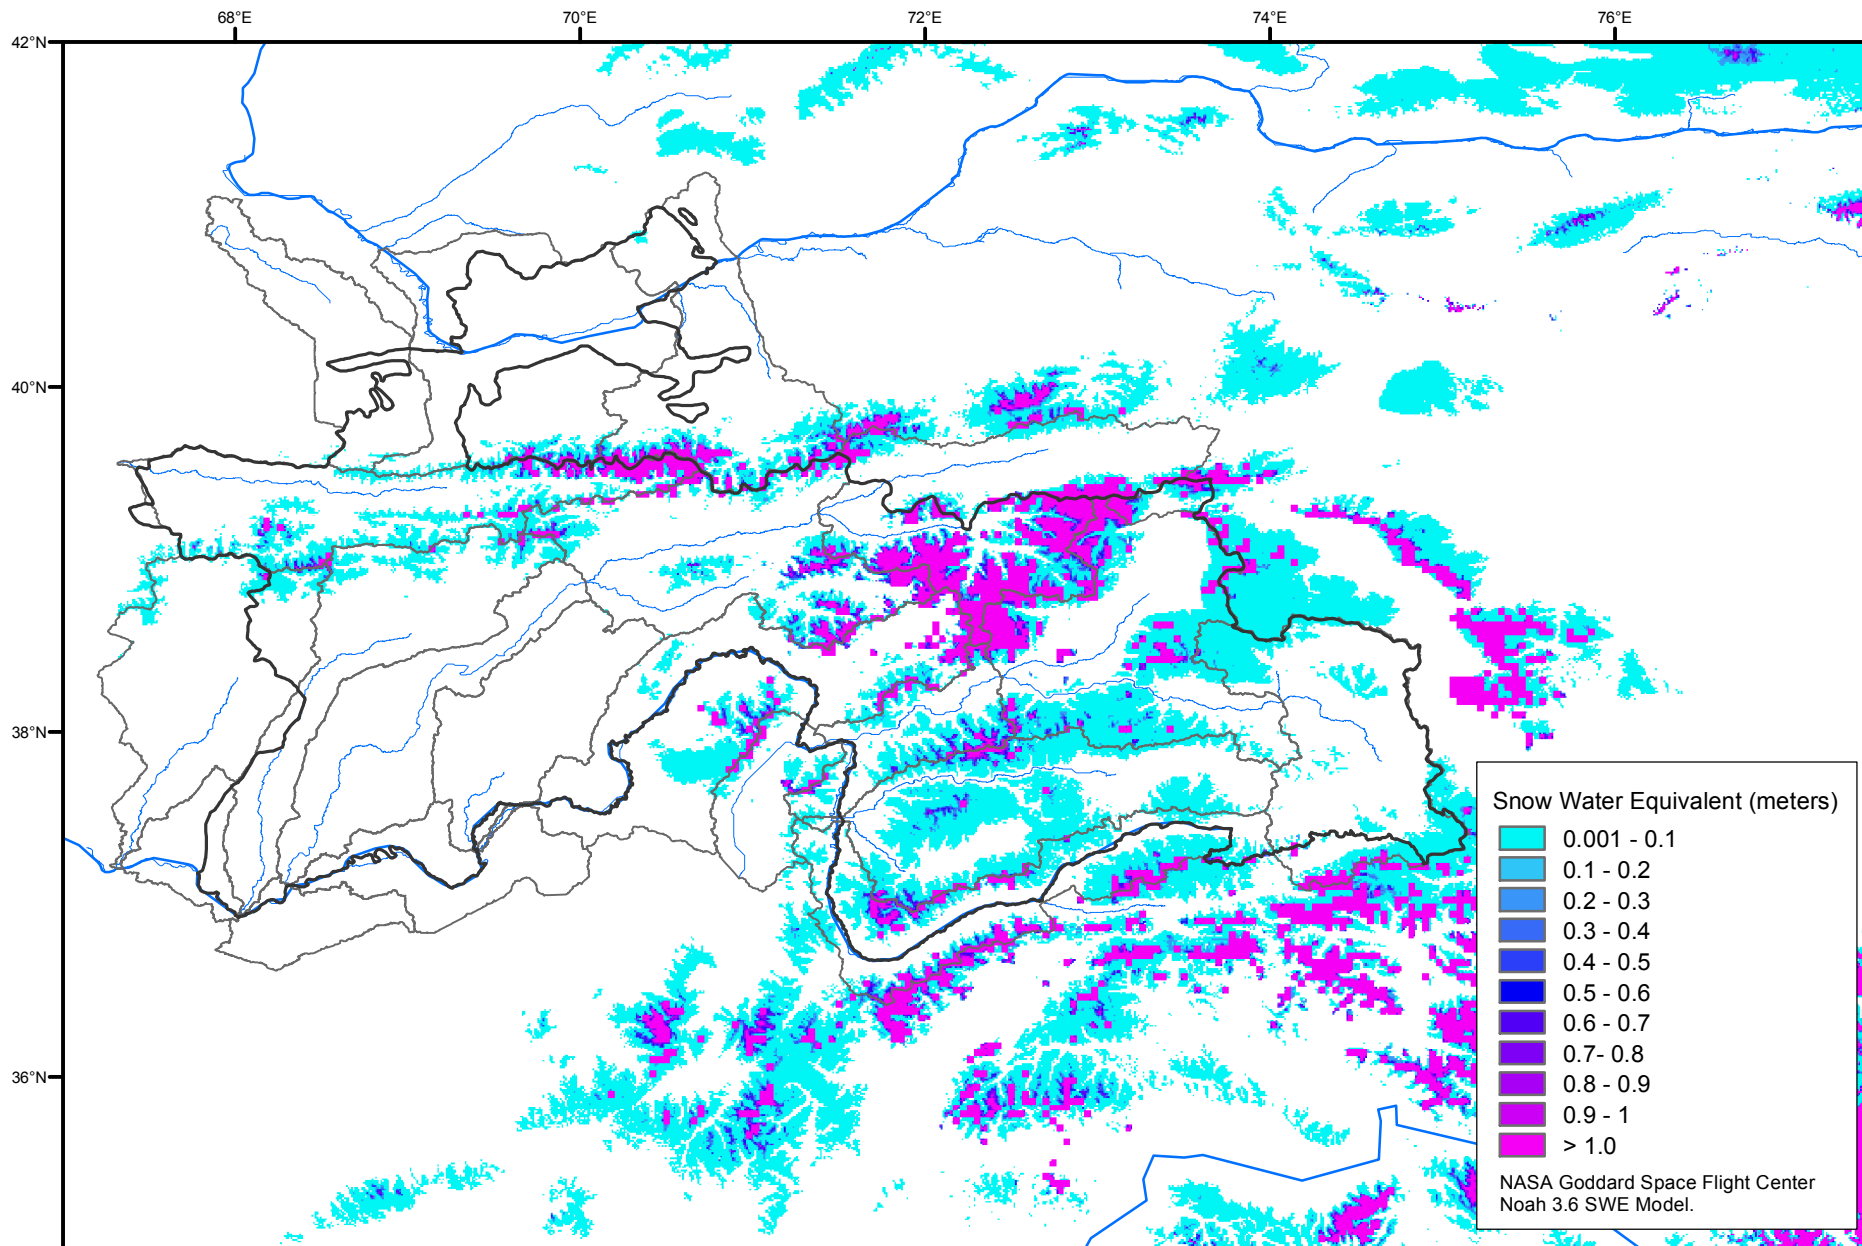 68°E 70°E 72°E 74°E 76°E
42°N
40°N
38°N
36°N
Snow Water Equivalent (meters)
0.001 - 0.1
0.1 - 0.2
0.2 - 0.3
0.3 - 0.4
0.4 - 0.5
0.5 - 0.6
0.6 - 0.7
0.7- 0.8
0.8 - 0.9
0.9 - 1
> 1.0
NASA Goddard Space Flight Center
Noah 3.6 SWE Model.